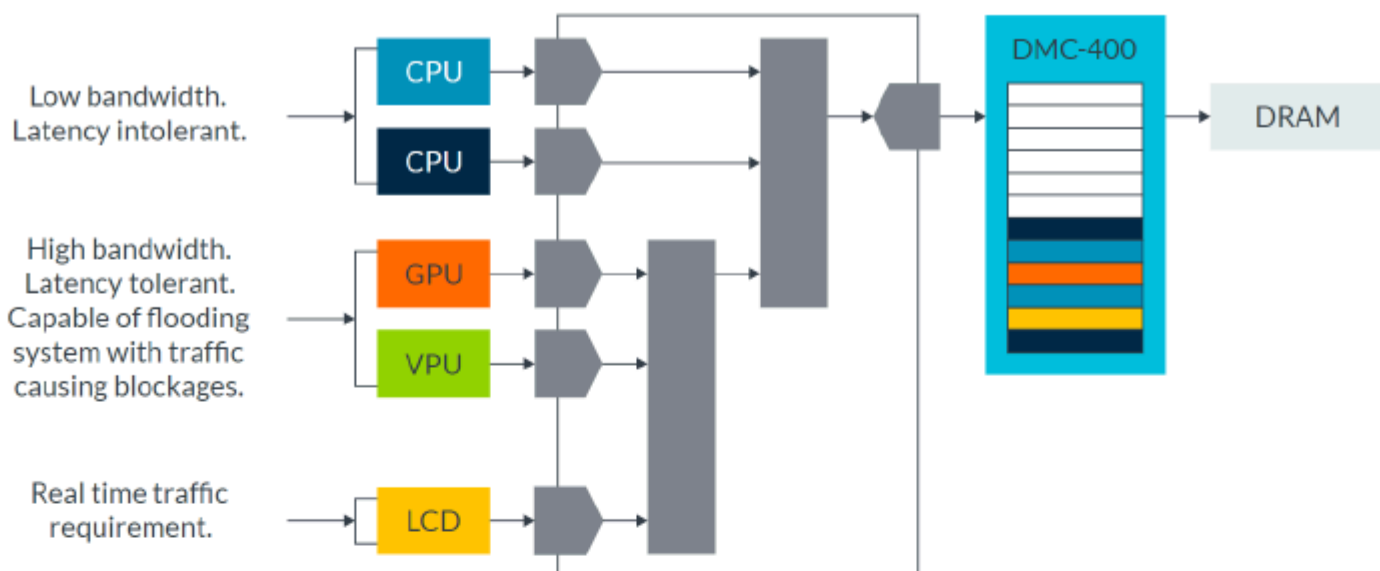 Low bandwidth.
Latency intolerant.
CPU
CPU
High bandwidth.
Latency tolerant.
Capable of flooding
system with traffic
causing blockages.
GPU
VPU
Real time traffic
requirement.
LCD
DMC-400
DRAM